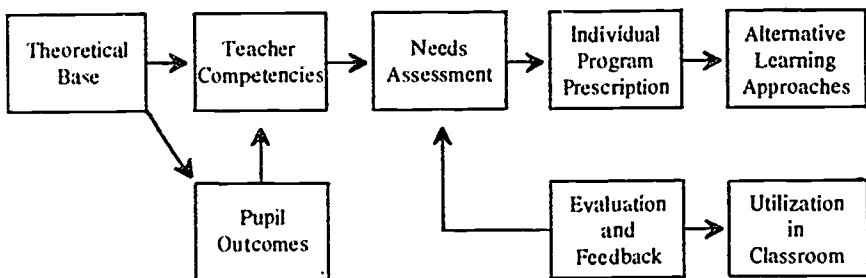 Theoretical
Base
Teacher
Competencies
Needs
Assessment
Individual
Program
Prescription
Alternative
Learning
Approaches
Pupil
Outcomes
Evaluation
and
Feedback
Utilization
in
Classroom